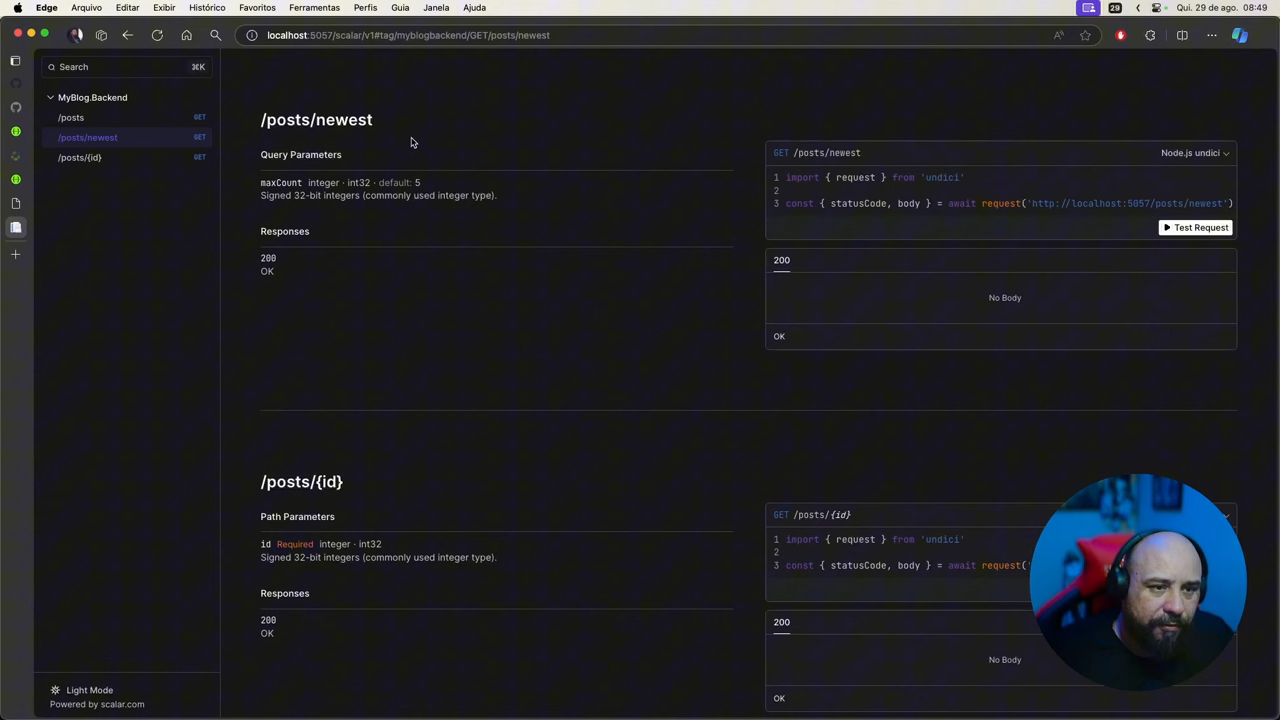 Edge Arquivo Editar Exibir Histórico Favoritos Ferramentas Perfis Guia Janela Ajuda 29 Qui. 29 de ago. 08:49
localhost:5057/scalar/v1#tag/myblogbackend/GET/posts/newest
Search ⌘K
MyBlog.Backend
/posts GET
/posts/newest GET
/posts/{id} GET
/posts/newest
Query Parameters
maxCount integer · int32 · default: 5
Signed 32-bit integers (commonly used integer type).
Responses
200
OK
GET /posts/newest Node.js undici
1 import { request } from 'undici'
2
3 const { statusCode, body } = await request('http://localhost:5057/posts/newest')
Test Request
200
No Body
OK
/posts/{id}
Path Parameters
id Required integer · int32
Signed 32-bit integers (commonly used integer type).
Responses
200
OK
GET /posts/{id}
1 import { request } from 'undici'
2
3 const { statusCode, body } = await request('
200
No Body
OK
Light Mode
Powered by scalar.com